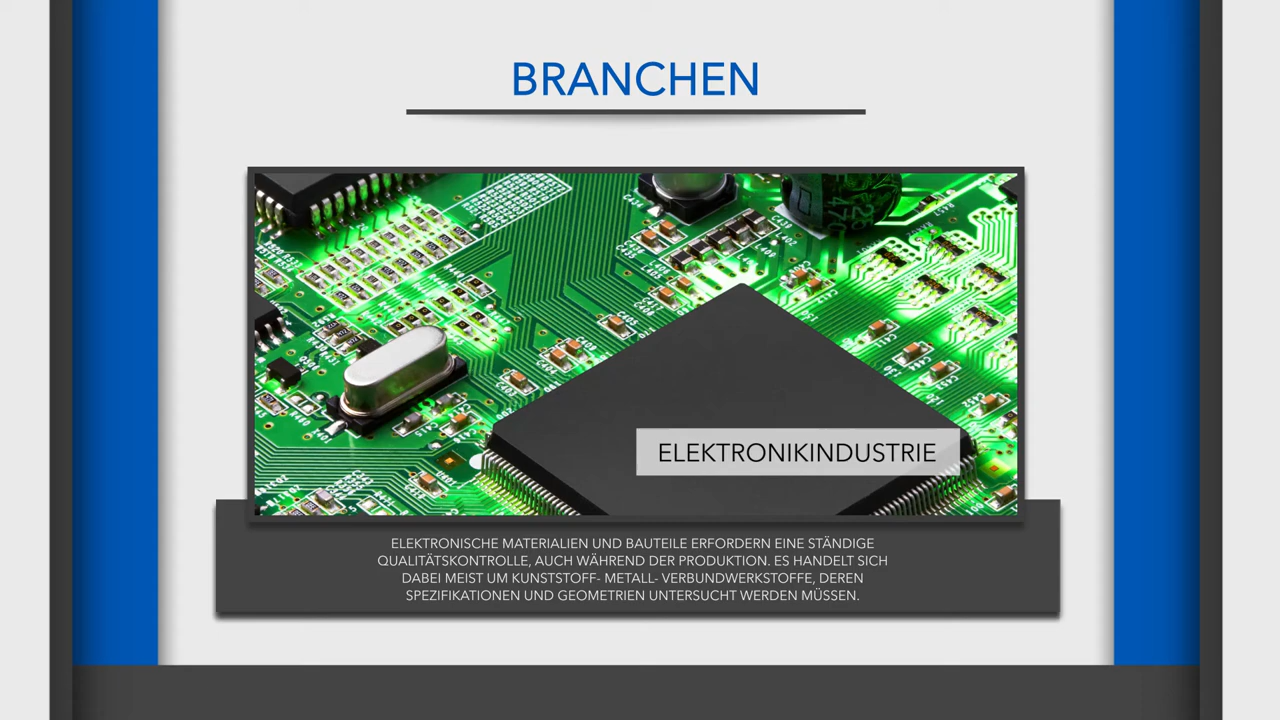 BRANCHEN
ELEKTRONIKINDUSTRIE
ELEKTRONISCHE MATERIALIEN UND BAUTEILE ERFORDERN EINE STÄNDIGE
QUALITÄTSKONTROLLE, AUCH WÄHREND DER PRODUKTION. ES HANDELT SICH
DABEI MEIST UM KUNSTSTOFF- METALL- VERBUNDWERKSTOFFE, DEREN
SPEZIFIKATIONEN UND GEOMETRIEN UNTERSUCHT WERDEN MÜSSEN.